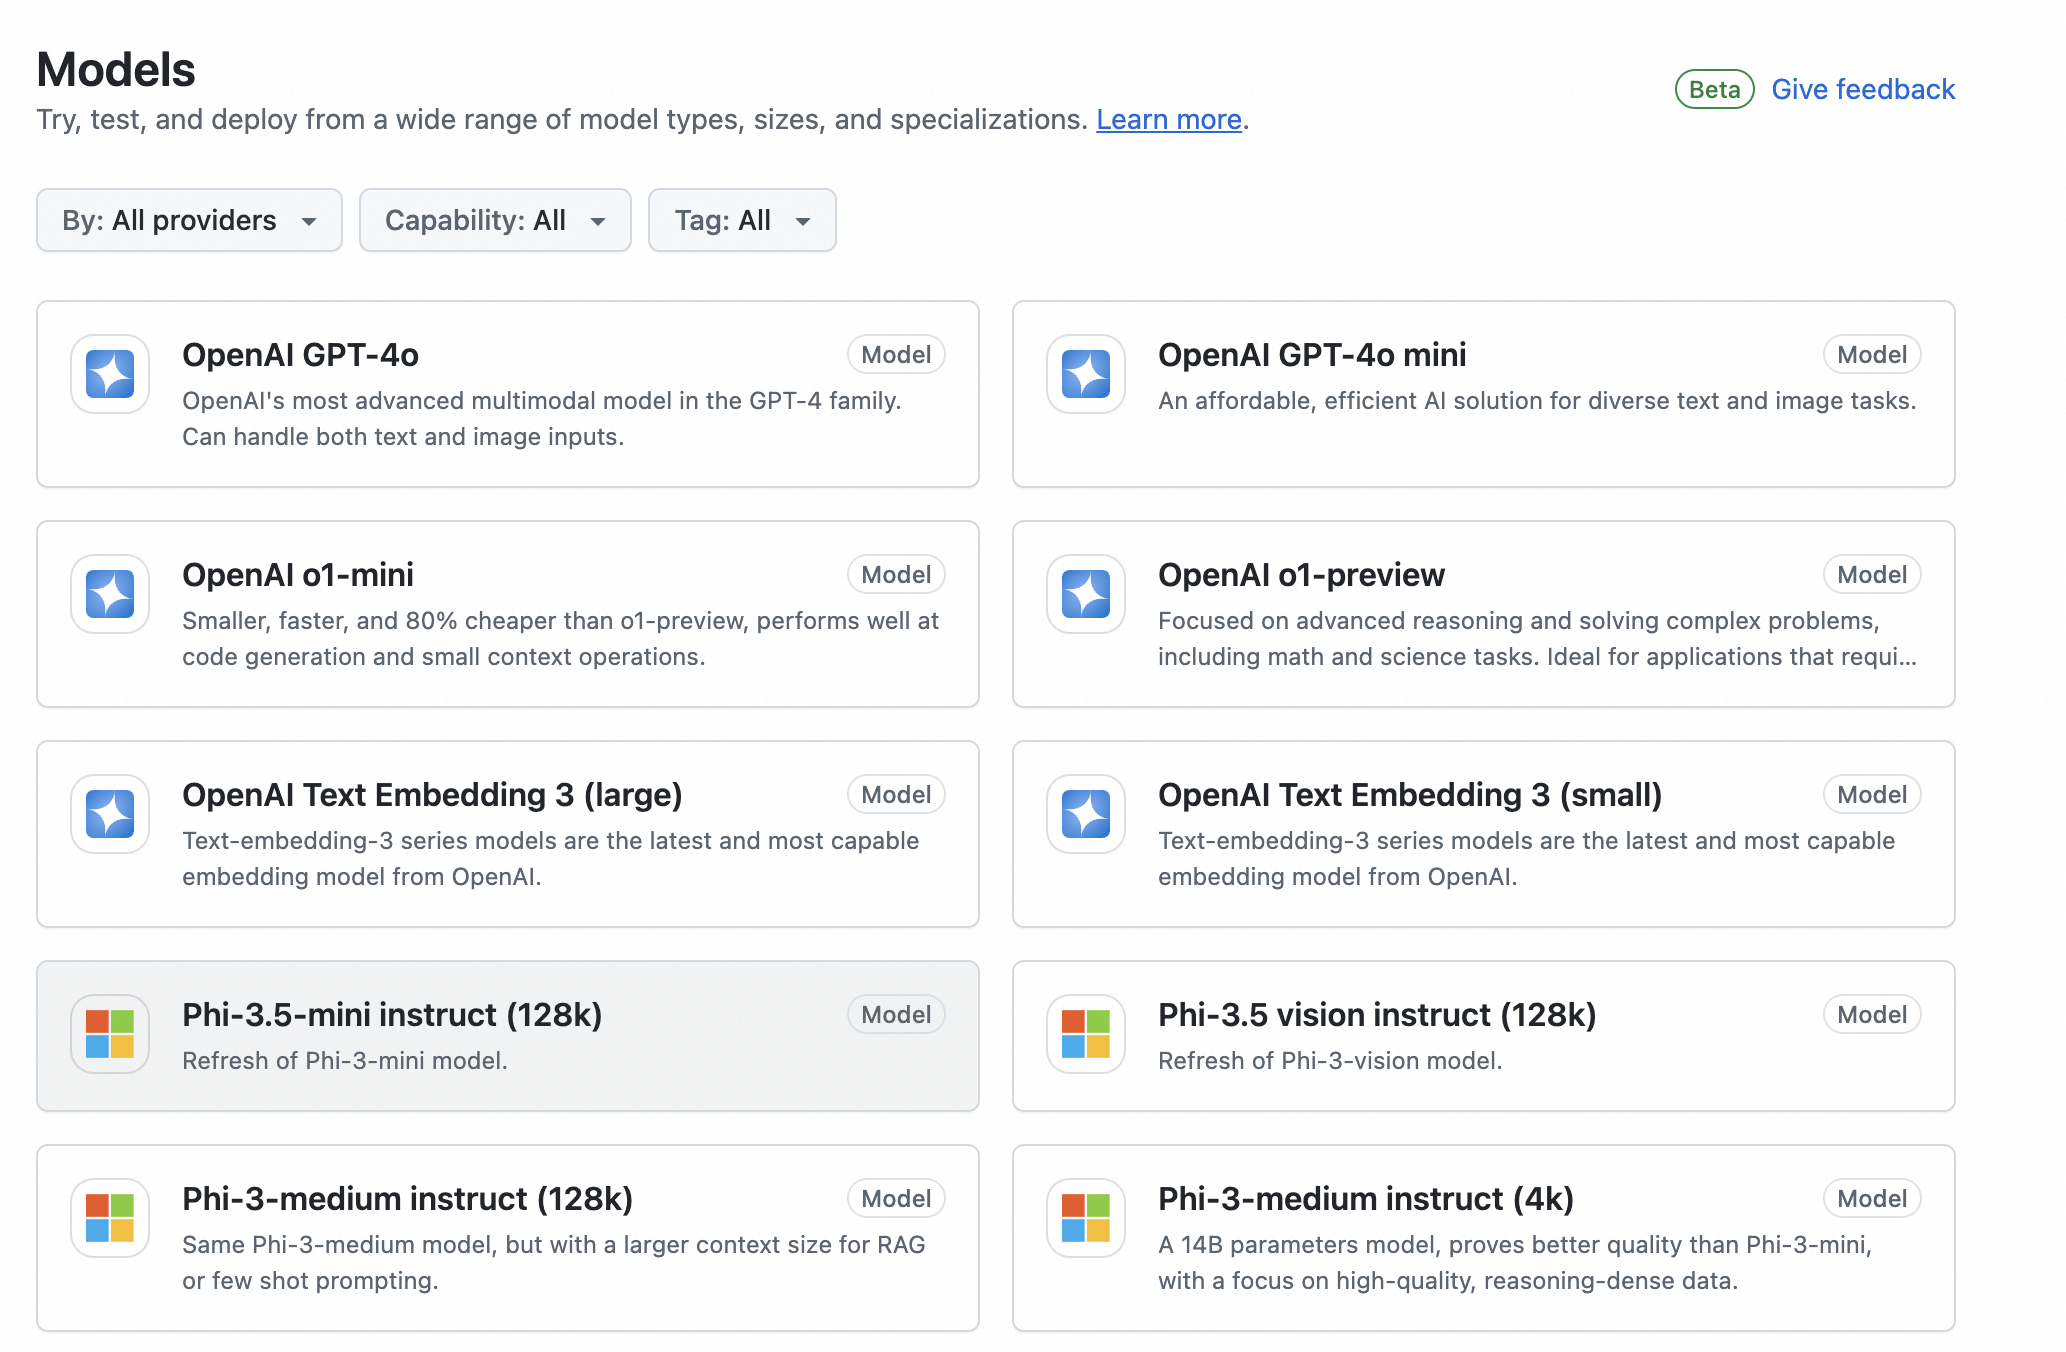 Models
Beta
Give feedback
Try, test, and deploy from a wide range of model types, sizes, and specializations. Learn more.
By: All providers
Capability: All
Tag: All
OpenAI GPT-4o
Model
OpenAI's most advanced multimodal model in the GPT-4 family.
Can handle both text and image inputs.
OpenAI GPT-4o mini
Model
An affordable, efficient AI solution for diverse text and image tasks.
OpenAI o1-mini
Model
Smaller, faster, and 80% cheaper than o1-preview, performs well at
code generation and small context operations.
OpenAI o1-preview
Model
Focused on advanced reasoning and solving complex problems,
including math and science tasks. Ideal for applications that requi...
OpenAI Text Embedding 3 (large)
Model
Text-embedding-3 series models are the latest and most capable
embedding model from OpenAI.
OpenAI Text Embedding 3 (small)
Model
Text-embedding-3 series models are the latest and most capable
embedding model from OpenAI.
Phi-3.5-mini instruct (128k)
Model
Refresh of Phi-3-mini model.
Phi-3.5 vision instruct (128k)
Model
Refresh of Phi-3-vision model.
Phi-3-medium instruct (128k)
Model
Same Phi-3-medium model, but with a larger context size for RAG
or few shot prompting.
Phi-3-medium instruct (4k)
Model
A 14B parameters model, proves better quality than Phi-3-mini,
with a focus on high-quality, reasoning-dense data.